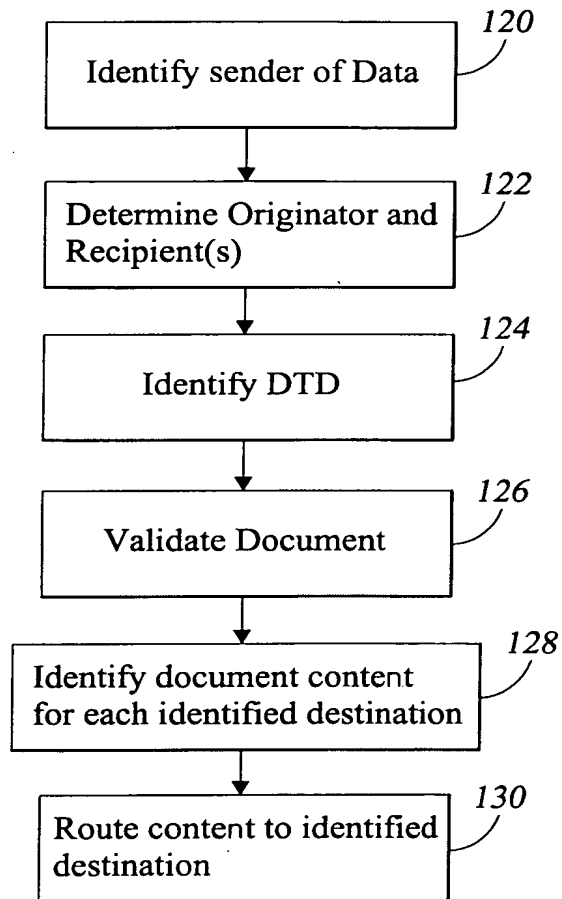 120
Identify sender of Data
122
Determine Originator and
Recipient(s)
124
Identify DTD
126
Validate Document
128
Identify document content
for each identified destination
130
Route content to identified
destination